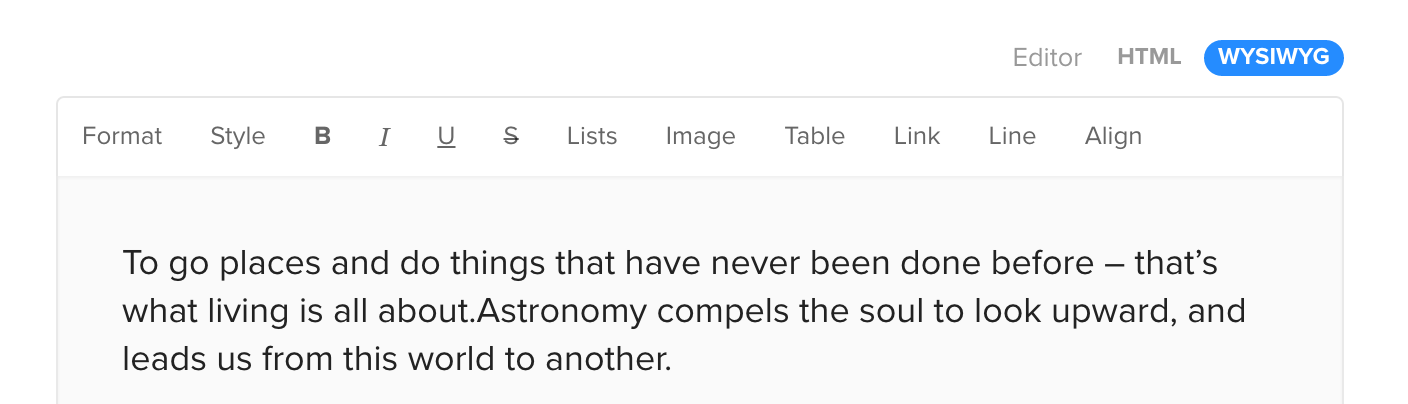 Editor HTML WYSIWYG
Format Style B I U S Lists Image Table Link Line Align
To go places and do things that have never been done before – that’s
what living is all about.Astronomy compels the soul to look upward, and
leads us from this world to another.